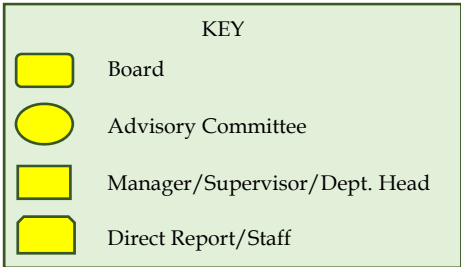 KEY
Board
Advisory Committee
Manager/Supervisor/Dept. Head
Direct Report/Staff